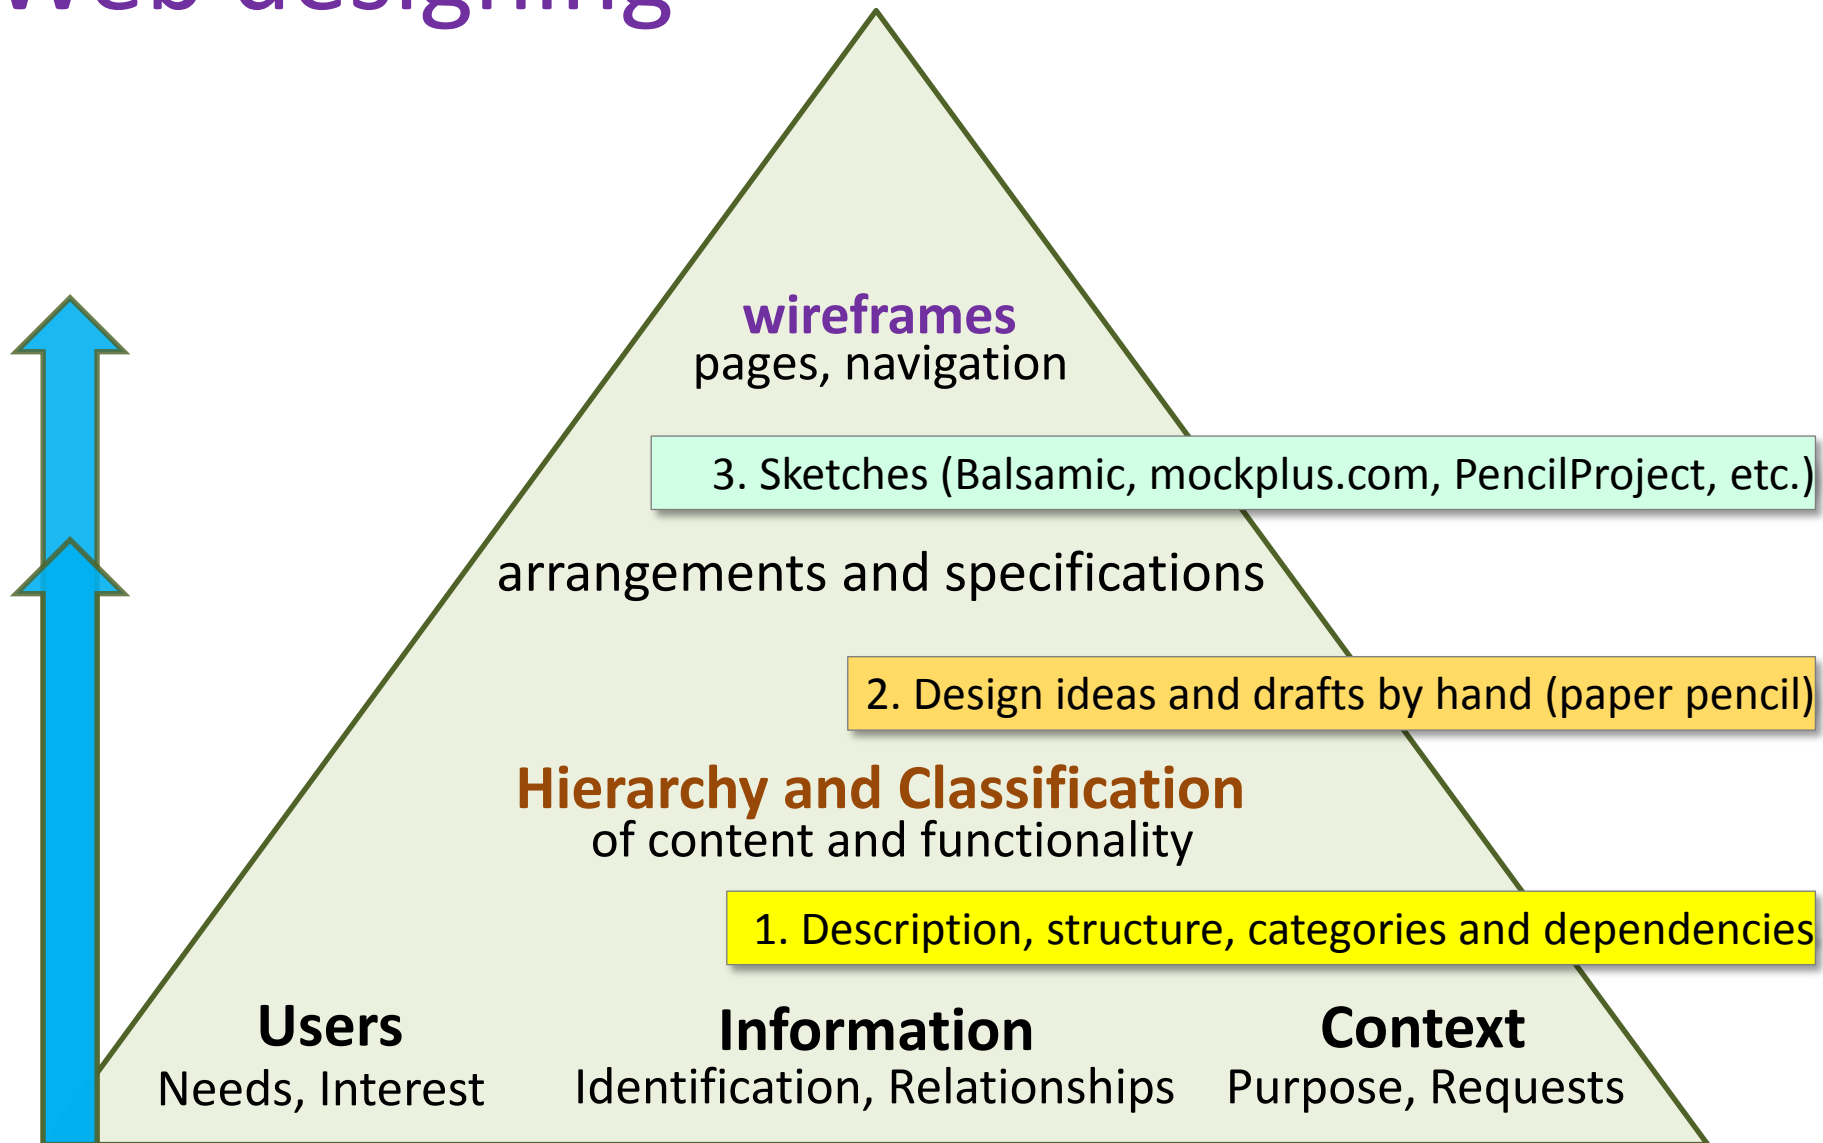 Web designing
wireframes
pages, navigation
3. Sketches (Balsamic, mockplus.com, PencilProject, etc.)
arrangements and specifications
2. Design ideas and drafts by hand (paper pencil)
Hierarchy and Classification
of content and functionality
1. Description, structure, categories and dependencies
Users Information Context
Needs, Interest Identification, Relationships Purpose, Requests